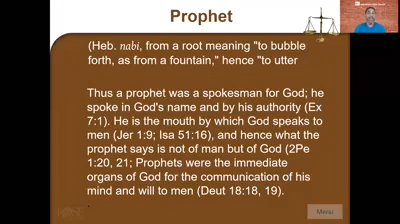 Prophet
(Heb. nabi, from a root meaning "to bubble
forth, as from a fountain," hence "to utter
Thus a prophet was a spokesman for God; he
spoke in God's name and by his authority (Ex
7:1). He is the mouth by which God speaks to
men (Jer 1:9; Isa 51:16), and hence what the
prophet says is not of man but of God (2Pe
1:20, 21; Prophets were the immediate
organs of God for the communication of his
mind and will to men (Deut 18:18, 19).
.
Menu